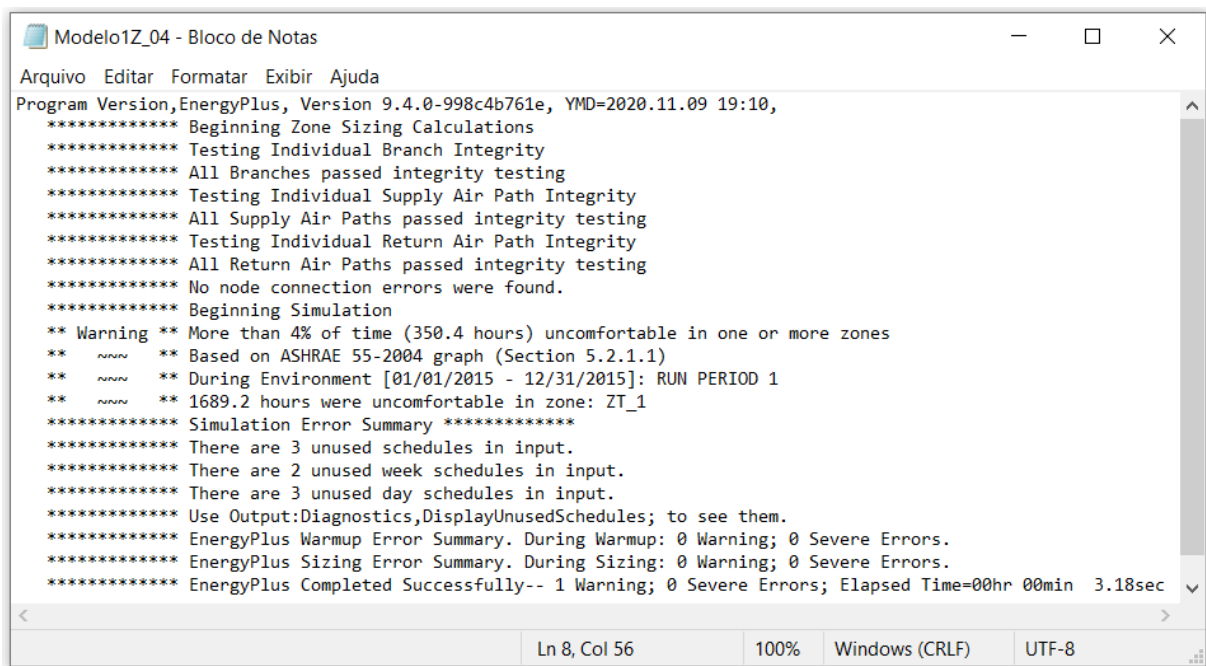 Modelo1Z_04 - Bloco de Notas
Arquivo Editar Formatar Exibir Ajuda
Program Version,EnergyPlus, Version 9.4.0-998c4b761e, YMD=2020.11.09 19:10,
************* Beginning Zone Sizing Calculations
************* Testing Individual Branch Integrity
************* All Branches passed integrity testing
************* Testing Individual Supply Air Path Integrity
************* All Supply Air Paths passed integrity testing
************* Testing Individual Return Air Path Integrity
************* All Return Air Paths passed integrity testing
************* No node connection errors were found.
************* Beginning Simulation
** Warning ** More than 4% of time (350.4 hours) uncomfortable in one or more zones
**   ~~~   ** Based on ASHRAE 55-2004 graph (Section 5.2.1.1)
**   ~~~   ** During Environment [01/01/2015 - 12/31/2015]: RUN PERIOD 1
**   ~~~   ** 1689.2 hours were uncomfortable in zone: ZT_1
************* Simulation Error Summary *************
************* There are 3 unused schedules in input.
************* There are 2 unused week schedules in input.
************* There are 3 unused day schedules in input.
************* Use Output:Diagnostics,DisplayUnusedSchedules; to see them.
************* EnergyPlus Warmup Error Summary. During Warmup: 0 Warning; 0 Severe Errors.
************* EnergyPlus Sizing Error Summary. During Sizing: 0 Warning; 0 Severe Errors.
************* EnergyPlus Completed Successfully-- 1 Warning; 0 Severe Errors; Elapsed Time=00hr 00min  3.18sec
Ln 8, Col 56 100% Windows (CRLF) UTF-8